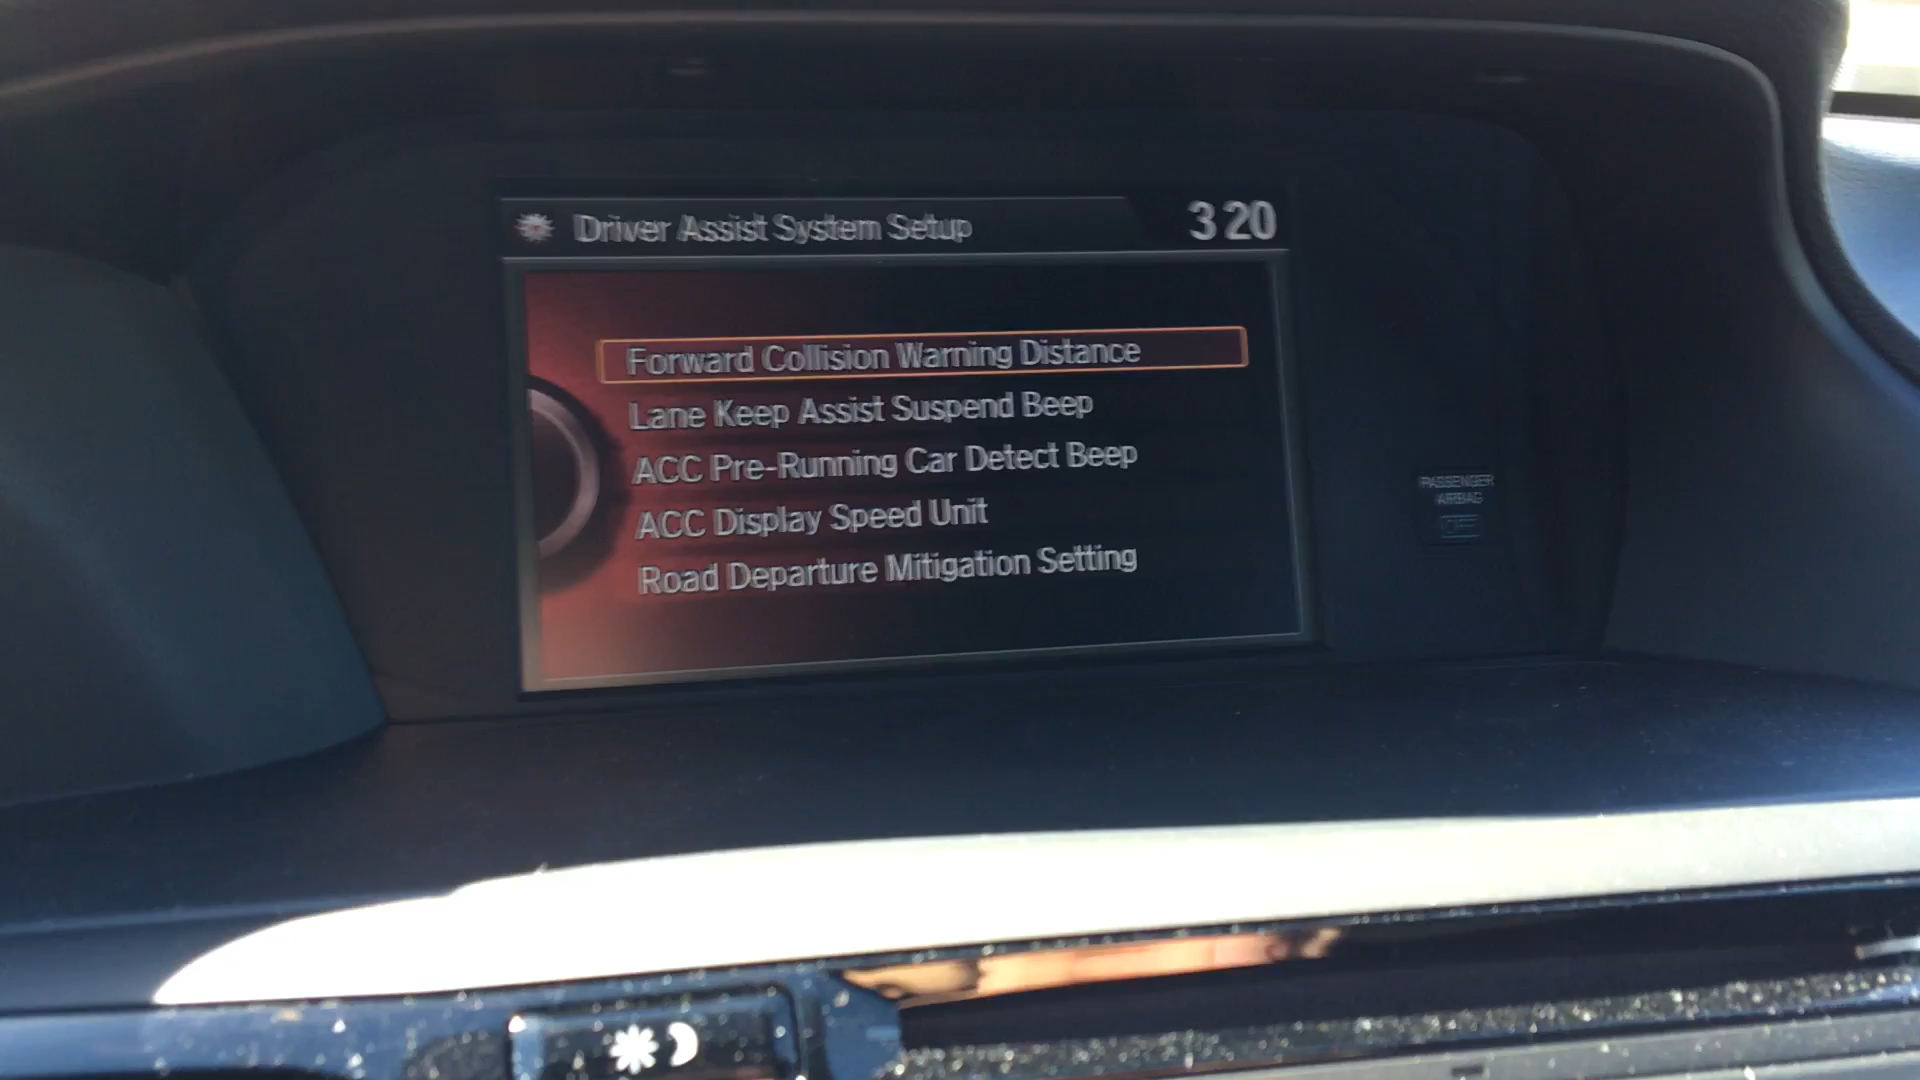 Driver Assist System Setup
3 20
Forward Collision Warning Distance
Lane Keep Assist Suspend Beep
ACC Pre-Running Car Detect Beep
ACC Display Speed Unit
Road Departure Mitigation Setting
PASSENGER
AIRBAG
OFF